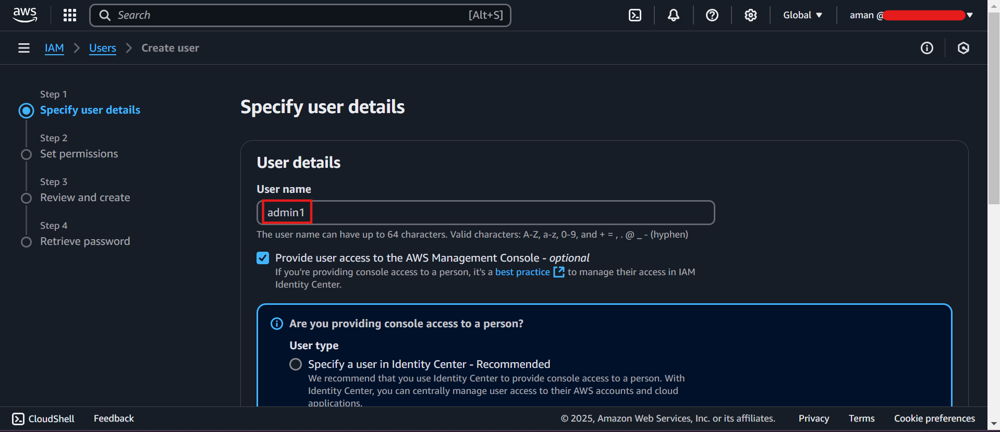 aws
Search [Alt+S]
Global
aman @
IAM > Users > Create user
Step 1
Specify user details
Step 2
Set permissions
Step 3
Review and create
Step 4
Retrieve password
Specify user details
User details
User name
admin1
The user name can have up to 64 characters. Valid characters: A-Z, a-z, 0-9, and + = , . @ _ - (hyphen)
Provide user access to the AWS Management Console - optional
If you're providing console access to a person, it's a best practice to manage their access in IAM
Identity Center.
Are you providing console access to a person?
User type
Specify a user in Identity Center - Recommended
We recommend that you use Identity Center to provide console access to a person. With
Identity Center, you can centrally manage user access to their AWS accounts and cloud
applications.
CloudShell Feedback © 2025, Amazon Web Services, Inc. or its affiliates. Privacy Terms Cookie preferences